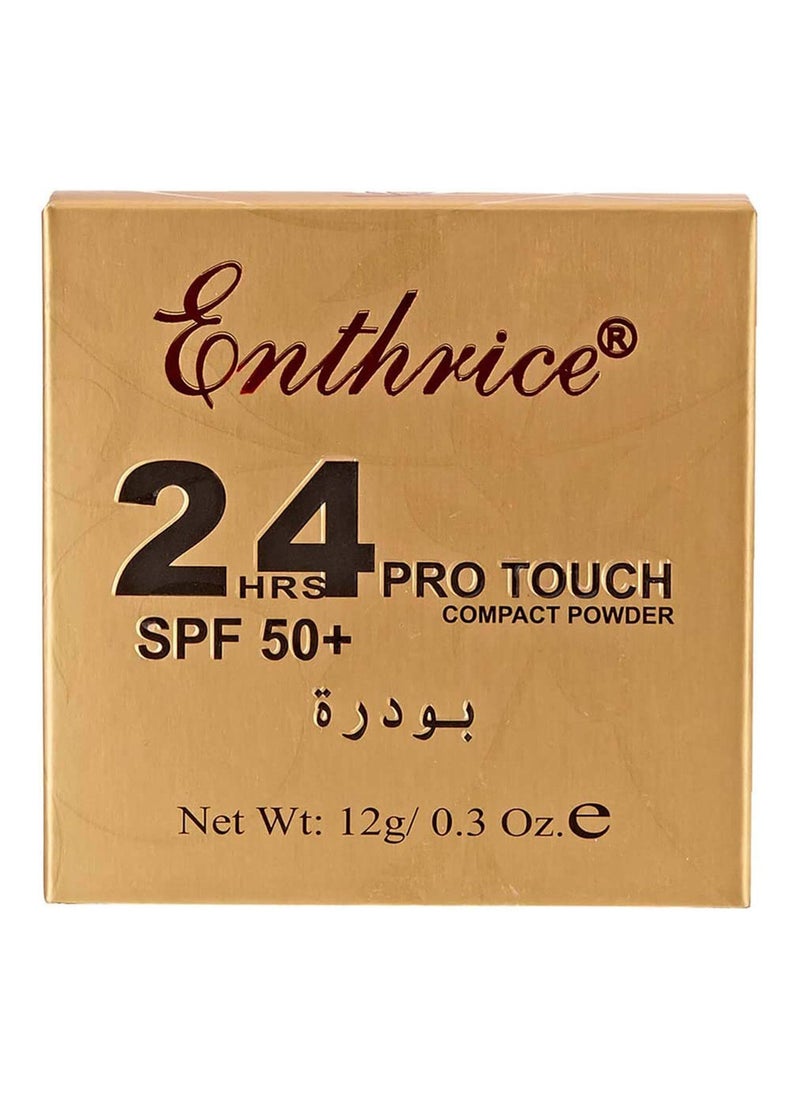 Enthrice®
24 HRS PRO TOUCH
COMPACT POWDER
SPF 50+
بودرة
Net Wt: 12g/ 0.3 Oz.℮